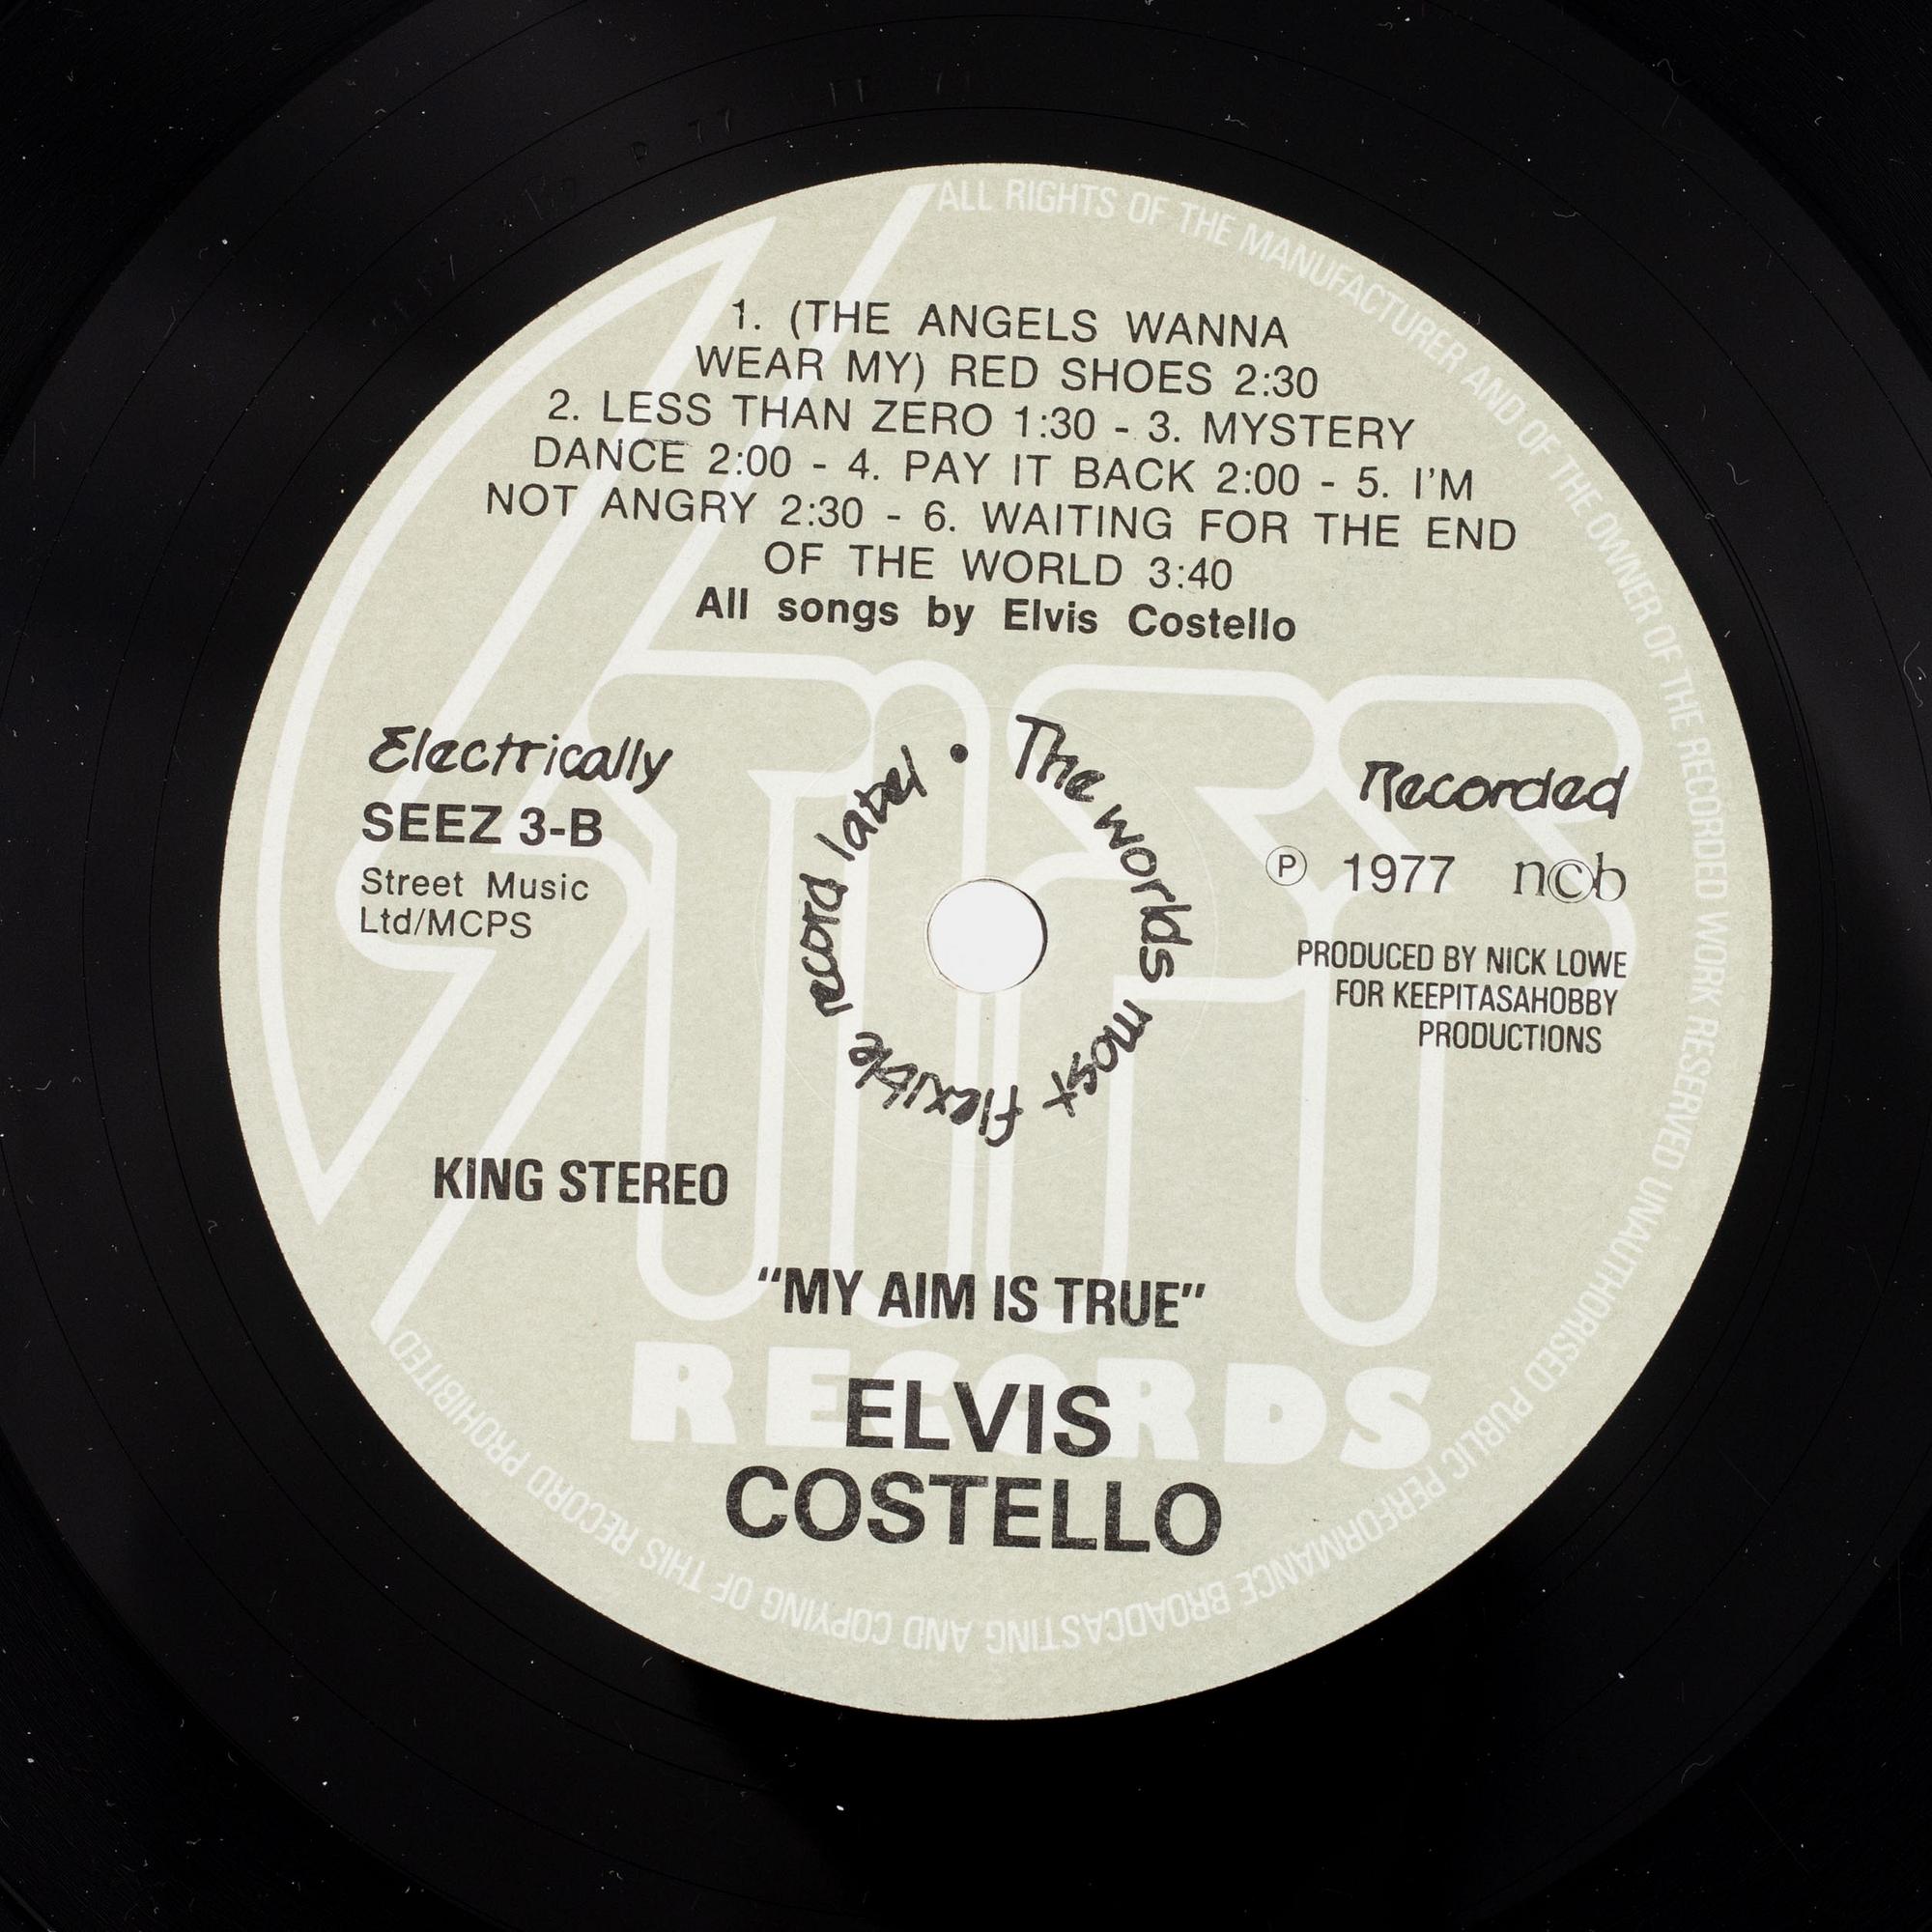 1. (THE ANGELS WANNA
WEAR MY) RED SHOES 2:30
2. LESS THAN ZERO 1:30 - 3. MYSTERY
DANCE 2:00 - 4. PAY IT BACK 2:00 - 5. I'M
NOT ANGRY 2:30 - 6. WAITING FOR THE END
OF THE WORLD 3:40
All songs by Elvis Costello
Electrically
SEEZ 3-B
Street Music
Ltd/MCPS
The worlds most flexible record label •
Recorded
℗ 1977 n©b
PRODUCED BY NICK LOWE
FOR KEEPITASAHOBBY
PRODUCTIONS
KING STEREO
STIFF
RECORDS
“MY AIM IS TRUE”
ELVIS
COSTELLO
ALL RIGHTS OF THE MANUFACTURER AND OF THE OWNER OF THE RECORDED WORK RESERVED UNAUTHORISED PUBLIC PERFORMANCE BROADCASTING AND COPYING OF THIS RECORD PROHIBITED